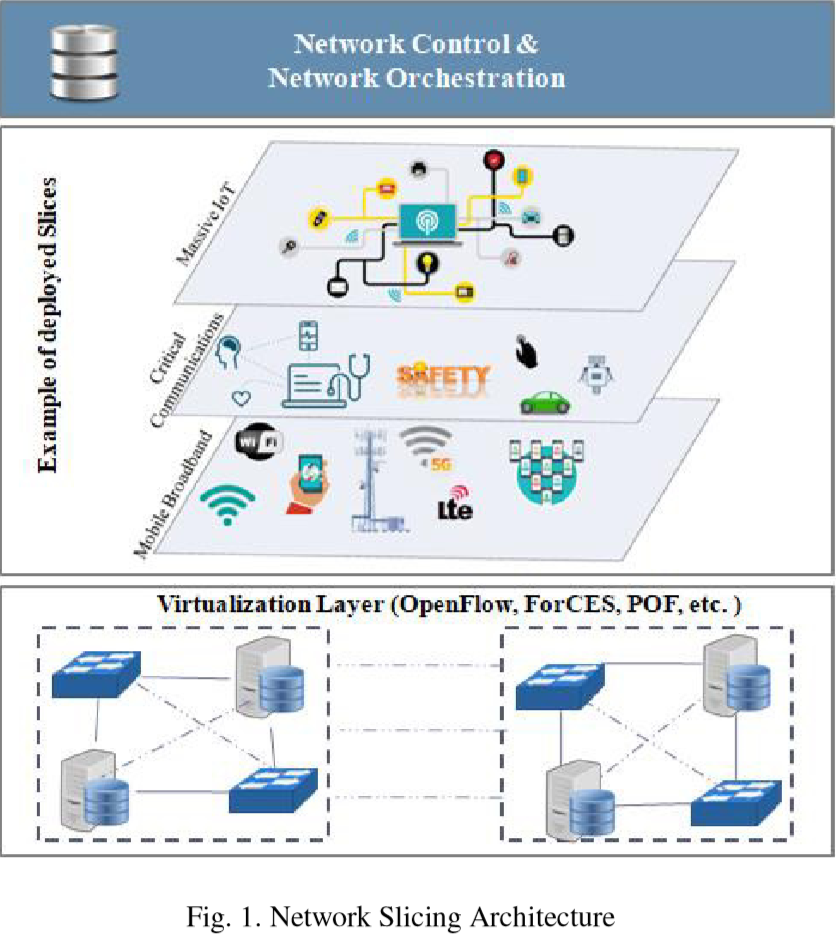 Network Control &
Network Orchestration
Example of deployed Slices
Massive IoT
Critical
Communications
SAFETY
Mobile Broadband
Wi Fi
5G
Lte
Virtualization Layer (OpenFlow, ForCES, POF, etc. )
Fig. 1. Network Slicing Architecture